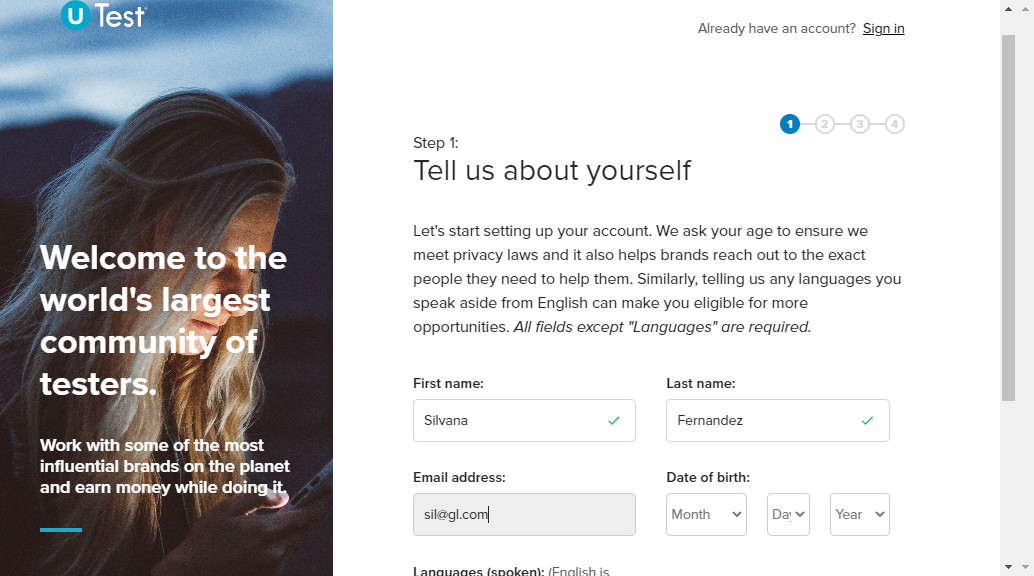 U Test
Already have an account? Sign in
1 2 3 4
Step 1:
Tell us about yourself
Let's start setting up your account. We ask your age to ensure we
meet privacy laws and it also helps brands reach out to the exact
people they need to help them. Similarly, telling us any languages you
speak aside from English can make you eligible for more
opportunities. All fields except "Languages" are required.
Welcome to the
world's largest
community of
testers.
Work with some of the most
influential brands on the planet
and earn money while doing it.
First name: Last name:
Silvana Fernandez
Email address: Date of birth:
sil@gl.com Month Day Year
Languages (spoken): (English is